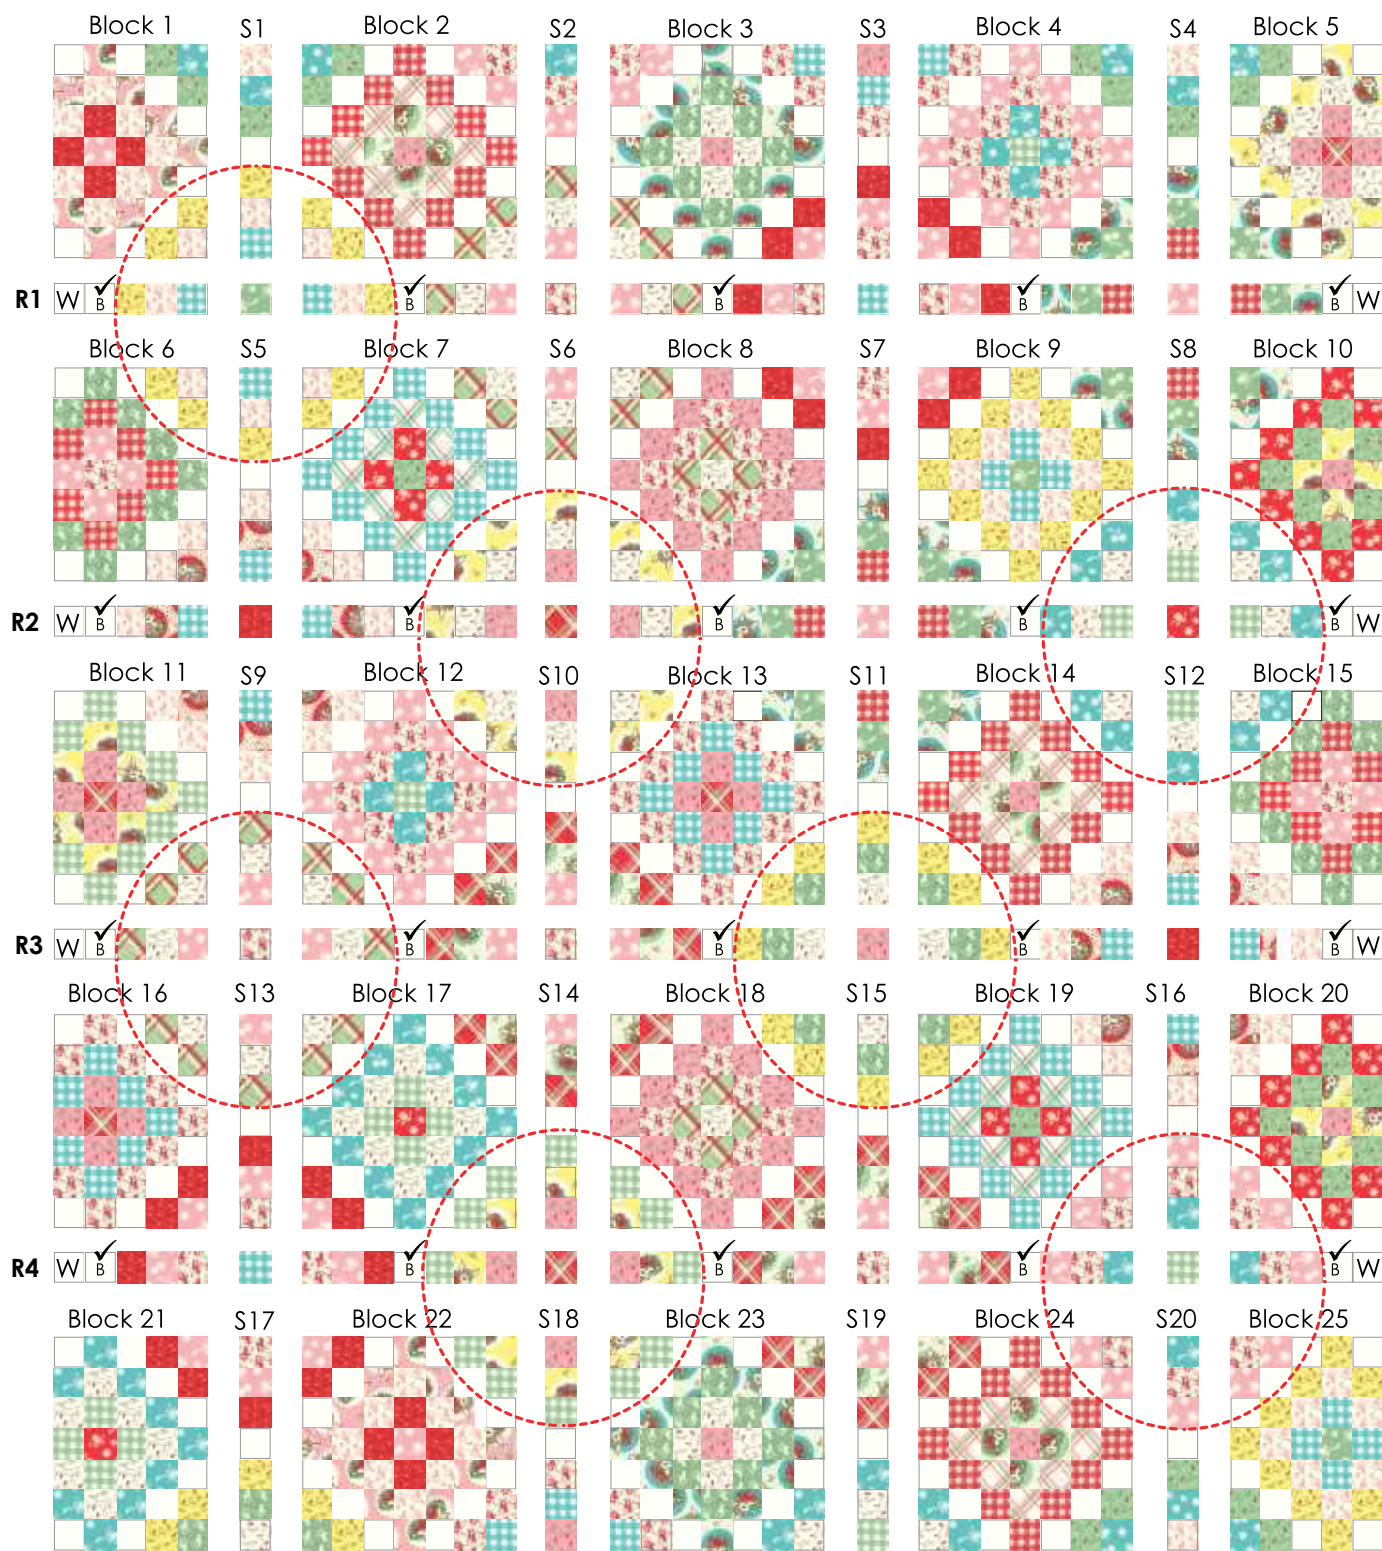 Block 1 S1 Block 2 S2 Block 3 S3 Block 4 S4 Block 5
R1 W B B B B B W
Block 6 S5 Block 7 S6 Block 8 S7 Block 9 S8 Block 10
R2 W B B B B B W
Block 11 S9 Block 12 S10 Block 13 S11 Block 14 S12 Block 15
R3 W B B B B B W
Block 16 S13 Block 17 S14 Block 18 S15 Block 19 S16 Block 20
R4 W B B B B B W
Block 21 S17 Block 22 S18 Block 23 S19 Block 24 S20 Block 25